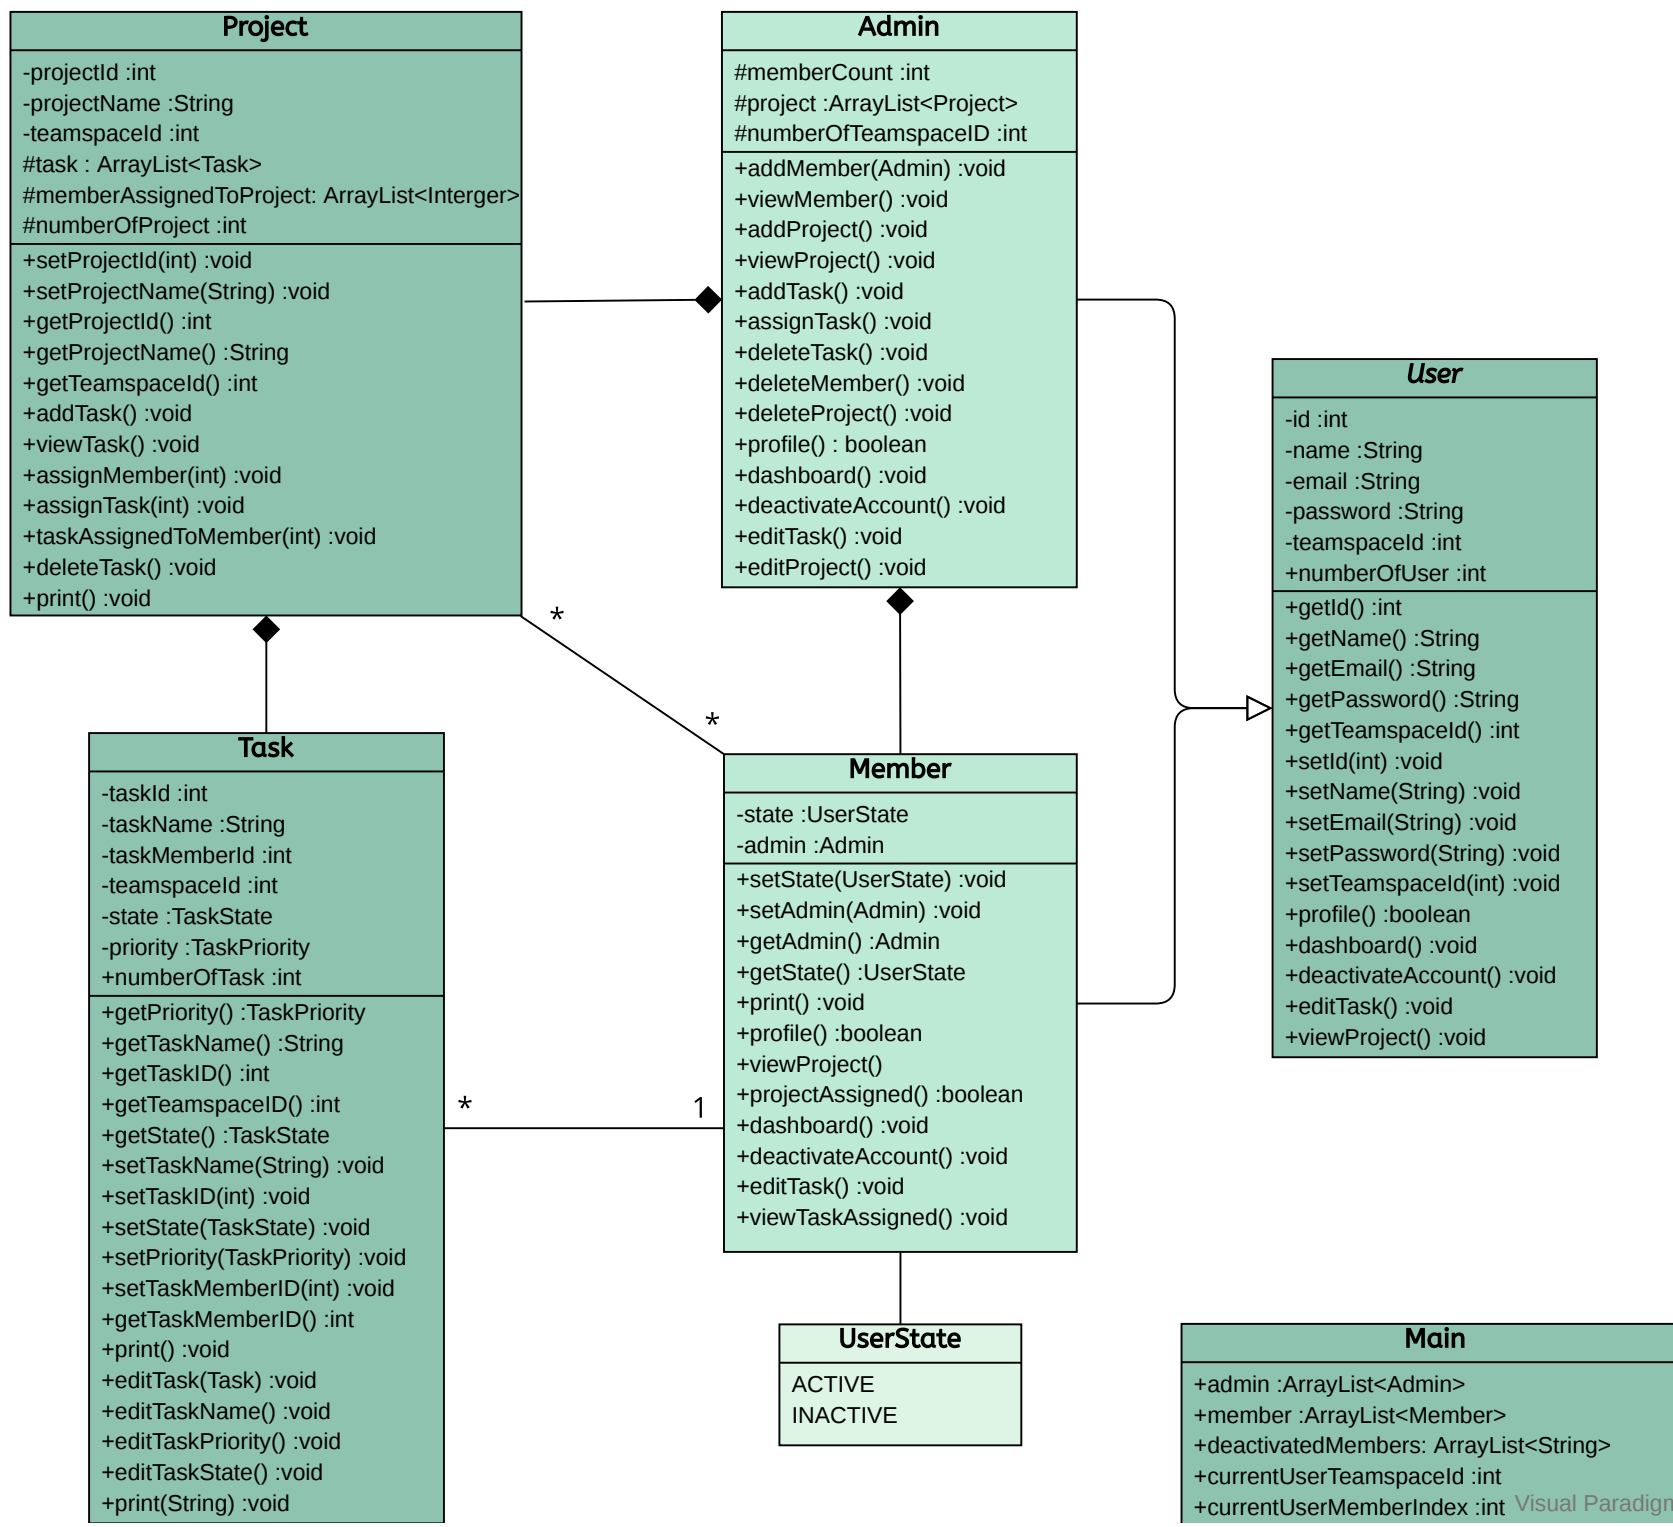 Project
-projectId :int
-projectName :String
-teamspaceId :int
#task : ArrayList<Task>
#memberAssignedToProject: ArrayList<Interger>
#numberOfProject :int
+setProjectId(int) :void
+setProjectName(String) :void
+getProjectId() :int
+getProjectName() :String
+getTeamspaceId() :int
+addTask() :void
+viewTask() :void
+assignMember(int) :void
+assignTask(int) :void
+taskAssignedToMember(int) :void
+deleteTask() :void
+print() :void
Admin
#memberCount :int
#project :ArrayList<Project>
#numberOfTeamspaceID :int
+addMember(Admin) :void
+viewMember() :void
+addProject() :void
+viewProject() :void
+addTask() :void
+assignTask() :void
+deleteTask() :void
+deleteMember() :void
+deleteProject() :void
+profile() : boolean
+dashboard() :void
+deactivateAccount() :void
+editTask() :void
+editProject() :void
User
-id :int
-name :String
-email :String
-password :String
-teamspaceId :int
+numberOfUser :int
+getId() :int
+getName() :String
+getEmail() :String
+getPassword() :String
+getTeamspaceId() :int
+setId(int) :void
+setName(String) :void
+setEmail(String) :void
+setPassword(String) :void
+setTeamspaceId(int) :void
+profile() :boolean
+dashboard() :void
+deactivateAccount() :void
+editTask() :void
+viewProject() :void
*
*
Task
-taskId :int
-taskName :String
-taskMemberId :int
-teamspaceId :int
-state :TaskState
-priority :TaskPriority
+numberOfTask :int
+getPriority() :TaskPriority
+getTaskName() :String
+getTaskID() :int
+getTeamspaceID() :int
+getState() :TaskState
+setTaskName(String) :void
+setTaskID(int) :void
+setState(TaskState) :void
+setPriority(TaskPriority) :void
+setTaskMemberID(int) :void
+getTaskMemberID() :int
+print() :void
+editTask(Task) :void
+editTaskName() :void
+editTaskPriority() :void
+editTaskState() :void
+print(String) :void
* 1
Member
-state :UserState
-admin :Admin
+setState(UserState) :void
+setAdmin(Admin) :void
+getAdmin() :Admin
+getState() :UserState
+print() :void
+profile() :boolean
+viewProject()
+projectAssigned() :boolean
+dashboard() :void
+deactivateAccount() :void
+editTask() :void
+viewTaskAssigned() :void
UserState
ACTIVE
INACTIVE
Main
+admin :ArrayList<Admin>
+member :ArrayList<Member>
+deactivatedMembers: ArrayList<String>
+currentUserTeamspaceId :int
+currentUserMemberIndex :int
Visual Paradigm